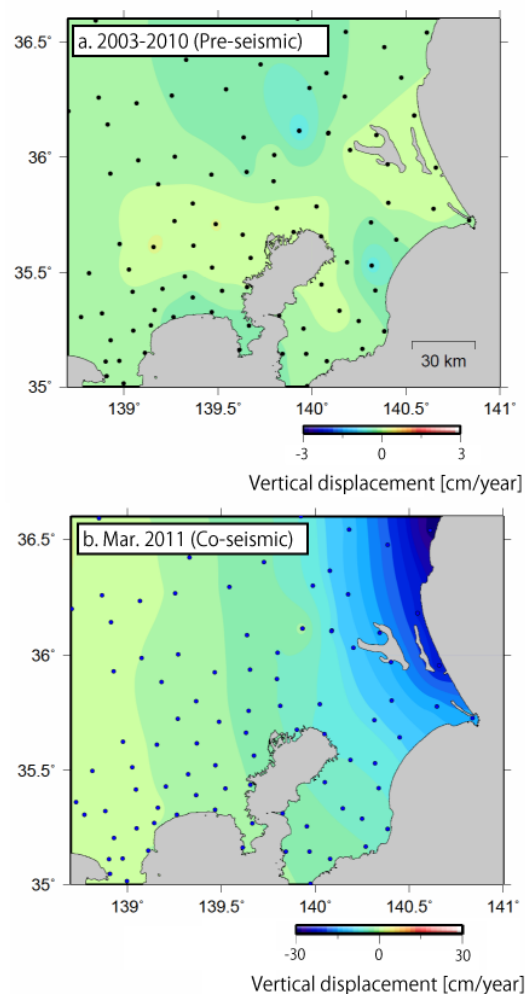 a. 2003-2010 (Pre-seismic)
36.5˚
36˚
35.5˚
35˚
30 km
139˚ 139.5˚ 140˚ 140.5˚ 141˚
-3 0 3
Vertical displacement [cm/year]
b. Mar. 2011 (Co-seismic)
36.5˚
36˚
35.5˚
35˚
139˚ 139.5˚ 140˚ 140.5˚ 141˚
-30 0 30
Vertical displacement [cm/year]